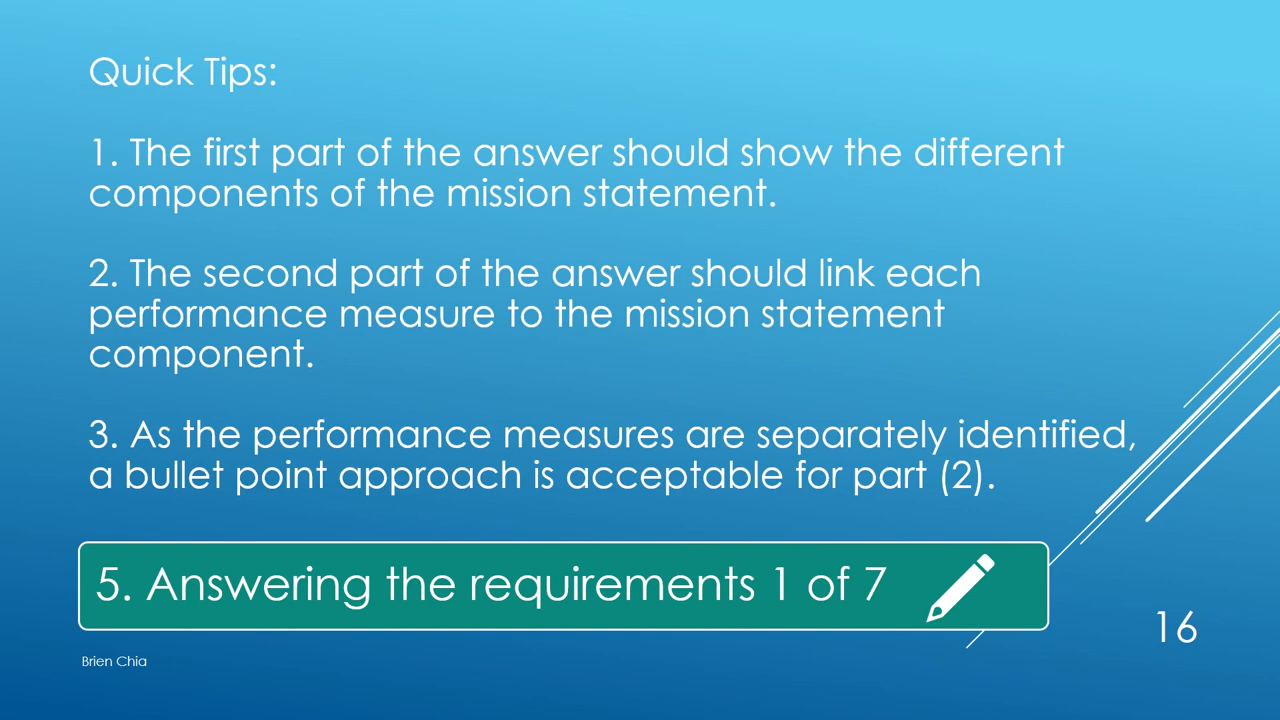 Quick Tips:
1. The first part of the answer should show the different
components of the mission statement.
2. The second part of the answer should link each
performance measure to the mission statement
component.
3. As the performance measures are separately identified,
a bullet point approach is acceptable for part (2).
5. Answering the requirements 1 of 7
16
Brien Chia